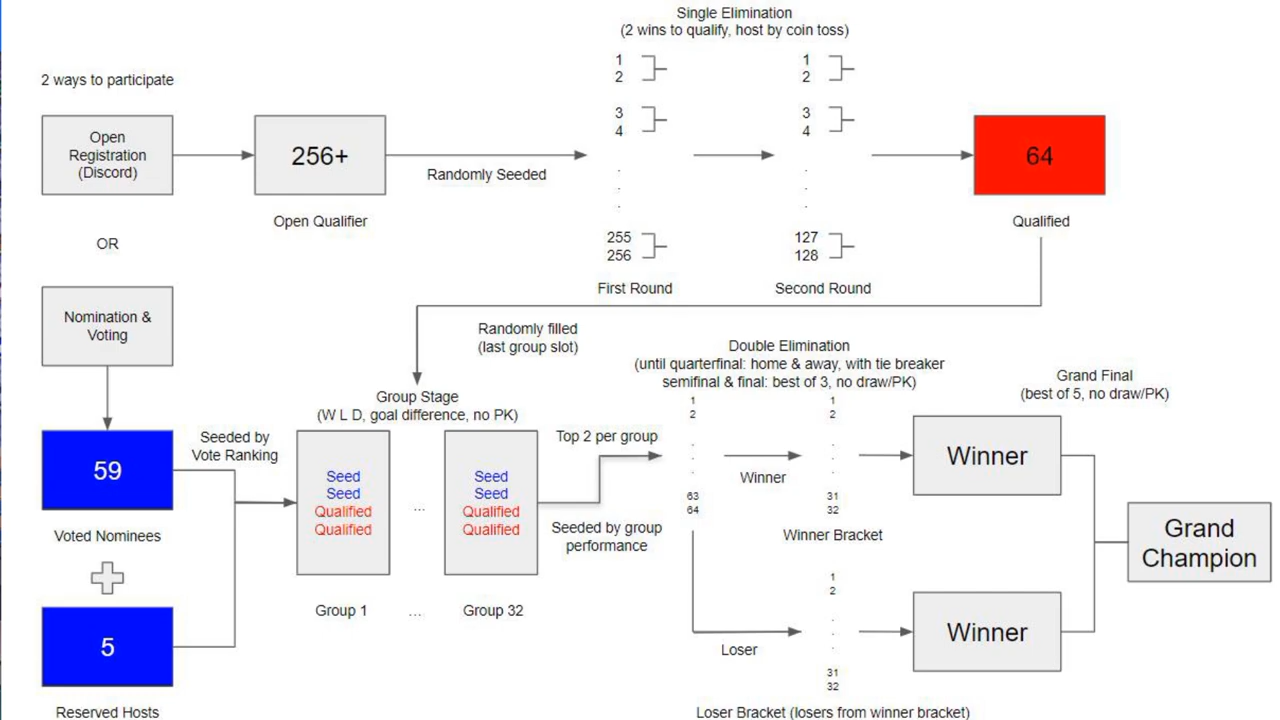 Single Elimination
(2 wins to qualify, host by coin toss)
2 ways to participate
Open
Registration
(Discord)
256+
Open Qualifier
Randomly Seeded
1
2
3
4
.
.
.
255
256
First Round
1
2
3
4
.
.
.
127
128
Second Round
64
Qualified
OR
Nomination &
Voting
Randomly filled
(last group slot)
59
Voted Nominees
5
Reserved Hosts
Seeded by
Vote Ranking
Group Stage
(W L D, goal difference, no PK)
Seed
Seed
Qualified
Qualified
Group 1
...
...
Seed
Seed
Qualified
Qualified
Group 32
Top 2 per group
Seeded by group
performance
Double Elimination
(until quarterfinal: home & away, with tie breaker
semifinal & final: best of 3, no draw/PK)
1
2
.
.
.
63
64
Winner
1
2
.
.
.
31
32
Winner Bracket
Loser
1
2
.
.
.
31
32
Loser Bracket (losers from winner bracket)
Grand Final
(best of 5, no draw/PK)
Winner
Winner
Grand
Champion